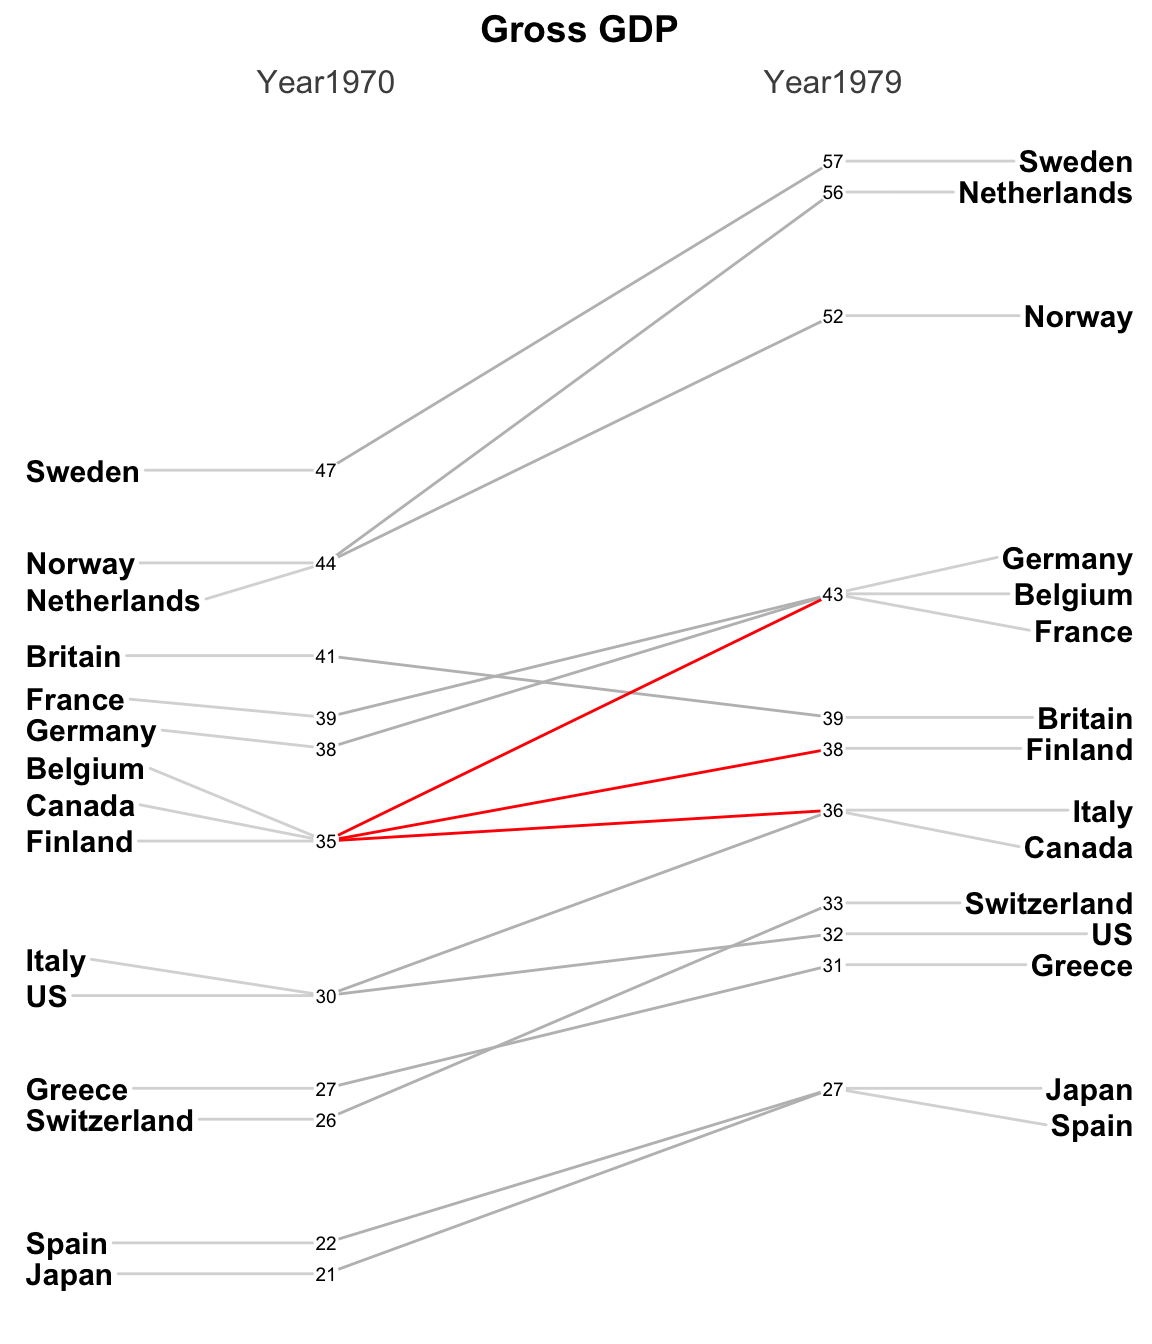 Gross GDP
Year1970 Year1979
57 Sweden
56 Netherlands
52 Norway
Sweden 47
Germany
Norway 44
43 Belgium
Netherlands
France
Britain 41
France 39
39 Britain
Germany 38
38 Finland
Belgium
Canada
36 Italy
Finland 35
Canada
33 Switzerland
32 US
Italy
31 Greece
US 30
Greece 27
27 Japan
Switzerland 26
Spain
Spain 22
Japan 21